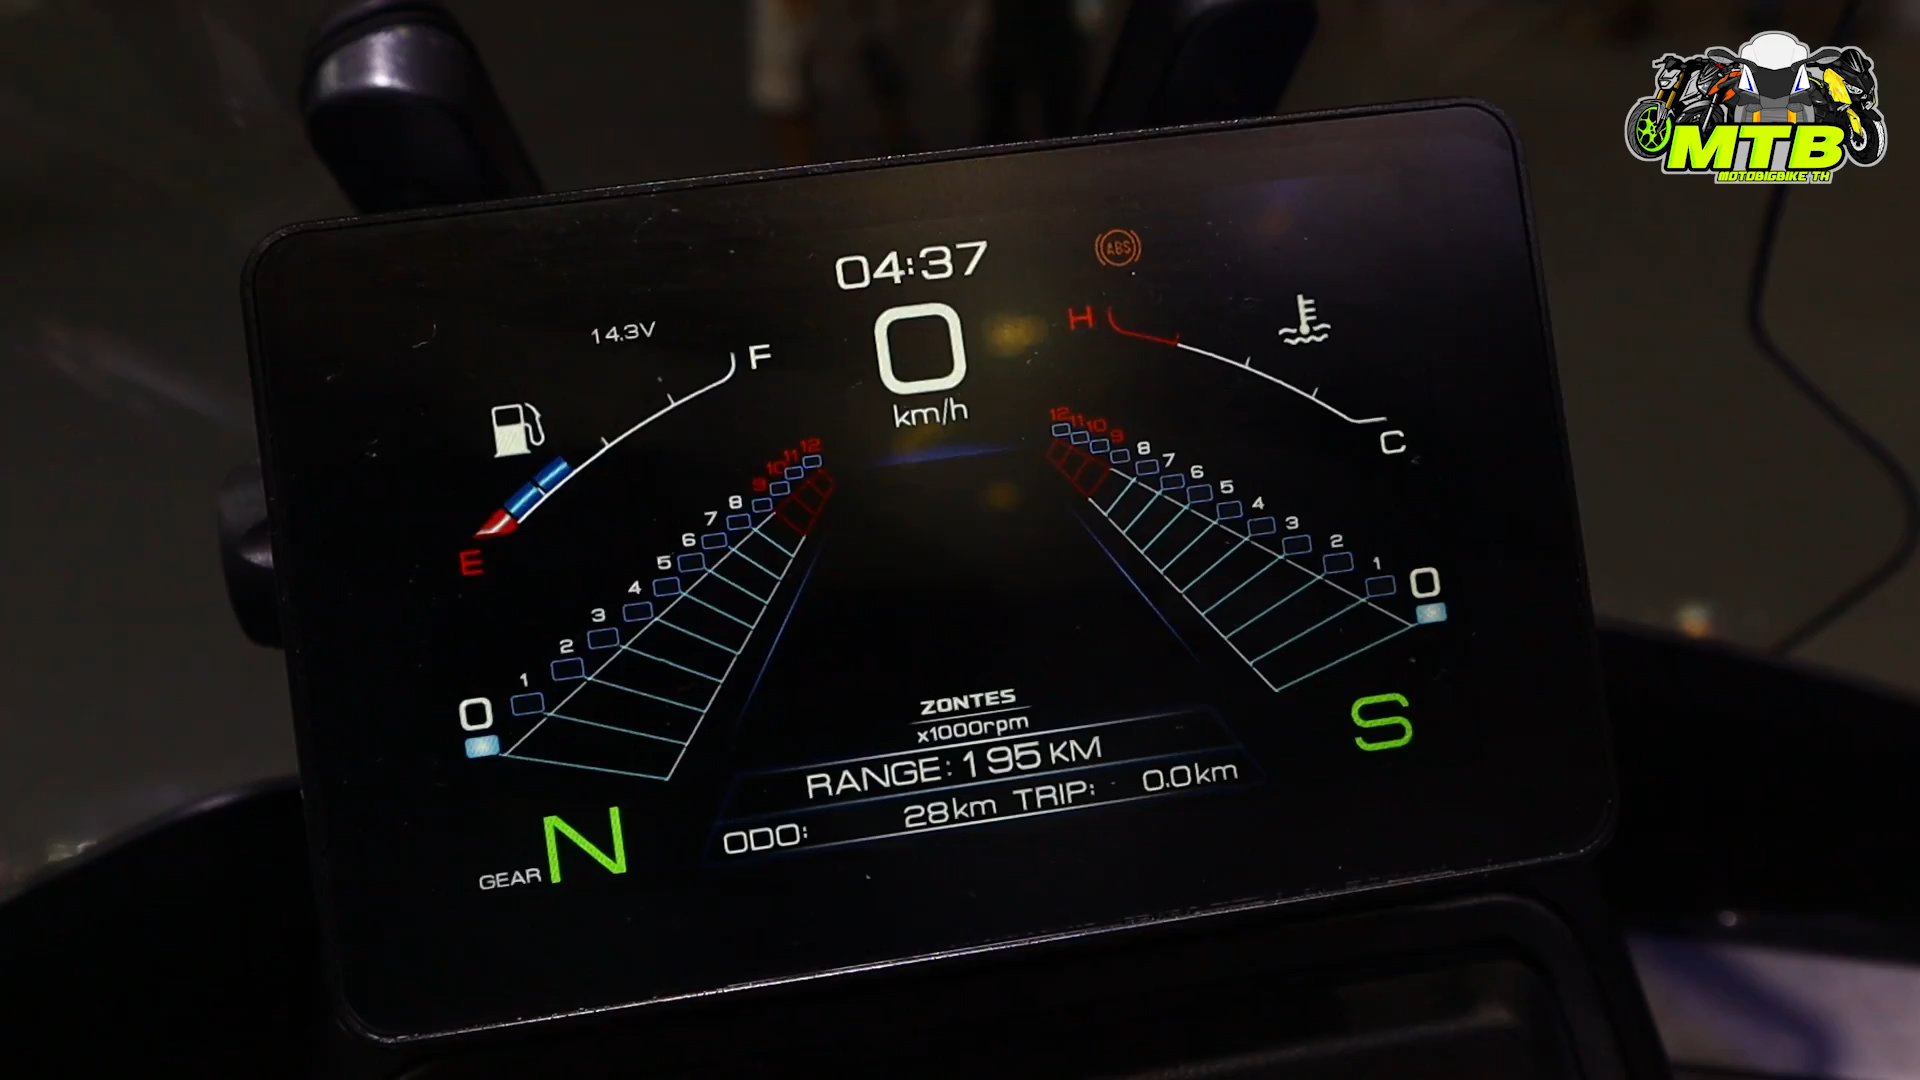 MTB
MOTOBIGBIKE TH
04:37
ABS
14.3V
0
km/h
F
E
H
C
0 1 2 3 4 5 6 7 8 9 10 11 12
12 11 10 9 8 7 6 5 4 3 2 1 0
ZONTES
x1000rpm
RANGE: 195 KM
ODO: 28km TRIP: 0.0km
GEAR N
S